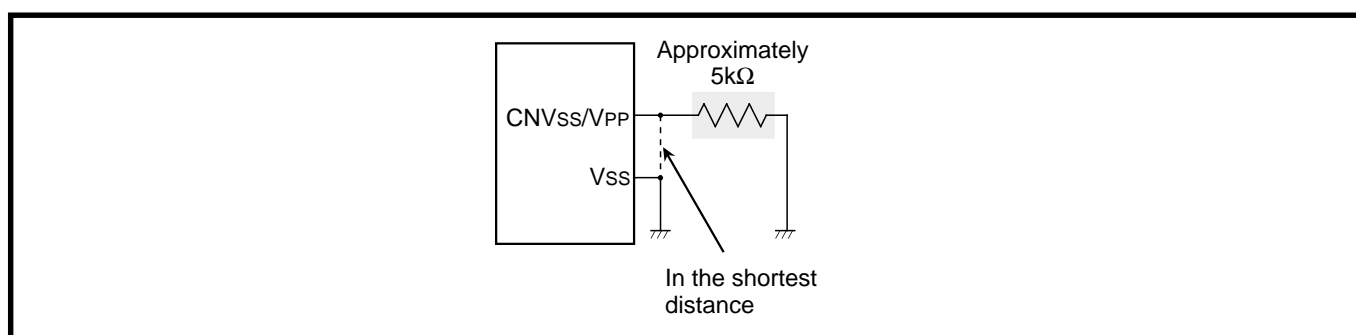 Approximately
5kΩ
CNVSS/VPP
VSS
In the shortest
distance